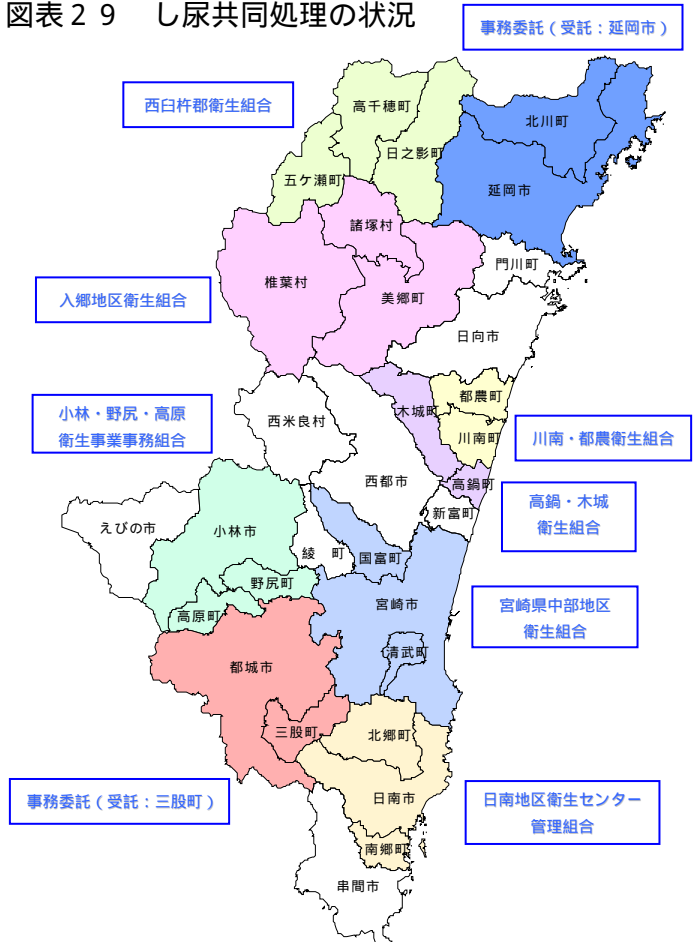 図表２９　し尿共同処理の状況
事務委託（受託：延岡市）
西臼杵郡衛生組合
高千穂町
北川町
日之影町
五ケ瀬町
延岡市
諸塚村
門川町
椎葉村
美郷町
入郷地区衛生組合
日向市
都農町
木城町
小林・野尻・高原
衛生事業事務組合
西米良村
川南町
川南・都農衛生組合
西都市
高鍋町
高鍋・木城
衛生組合
新富町
えびの市
小林市
綾　町
国富町
野尻町
宮崎市
宮崎県中部地区
衛生組合
高原町
清武町
都城市
三股町
北郷町
事務委託（受託：三股町）
日南市
日南地区衛生センター
管理組合
南郷町
串間市